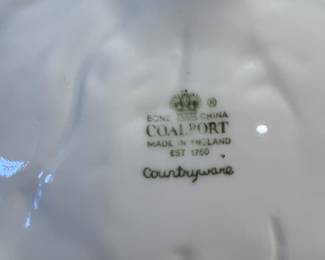 ®
BONE CHINA
COALPORT
MADE IN ENGLAND
EST 1750
Countryware